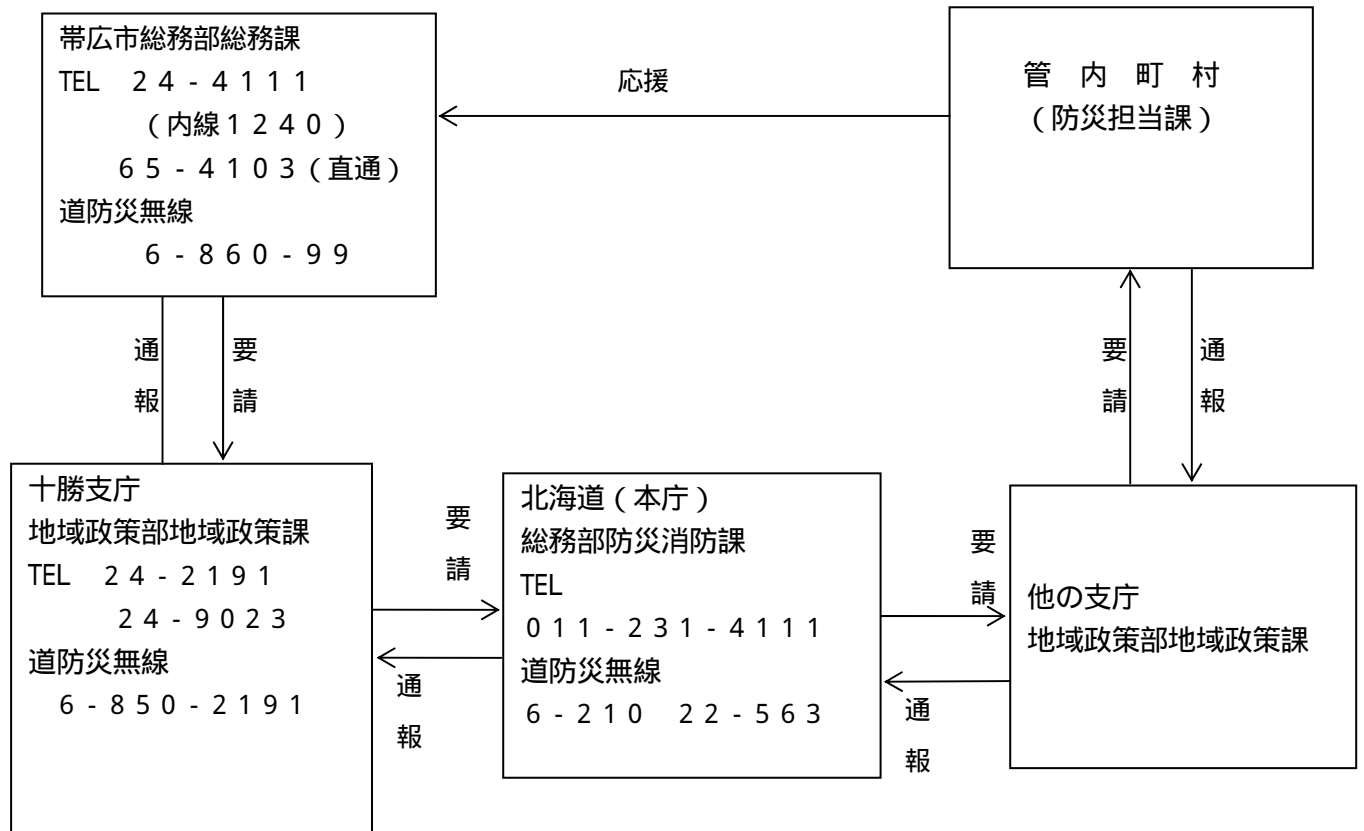 帯広市総務部総務課
TEL 24-4111
(内線1240)
65-4103(直通)
道防災無線
6-860-99
応援
管内町村
(防災担当課)
通報
要請
要請
通報
十勝支庁
地域政策部地域政策課
TEL 24-2191
24-9023
道防災無線
6-850-2191
要請
通報
北海道(本庁)
総務部防災消防課
TEL
011-231-4111
道防災無線
6-210 22-563
要請
通報
他の支庁
地域政策部地域政策課